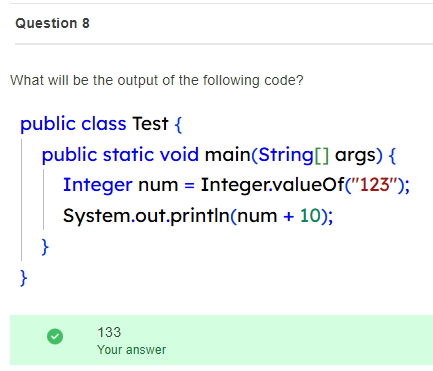 Question 8
What will be the output of the following code?
public class Test {
public static void main(String[] args) {
Integer num = Integer.valueOf("123");
System.out.println(num + 10);
}
}
133
Your answer